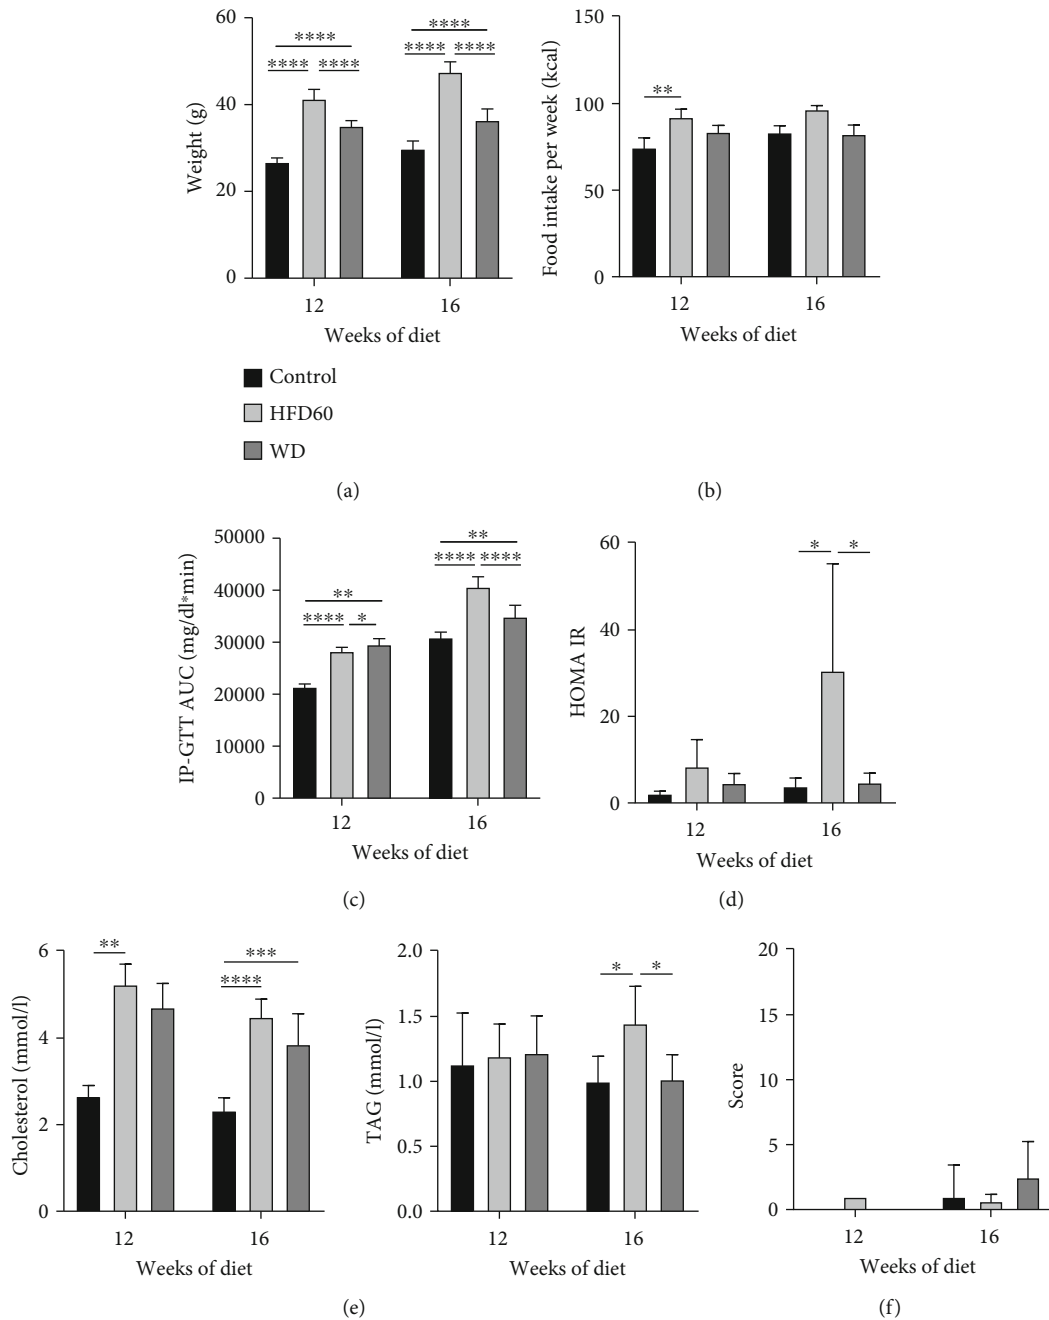 60
40
20
0
Weight (g)
****
****
****
****
****
****
12
16
Weeks of diet
Control
HFD60
WD
(a)
150
100
50
0
Food intake per week (kcal)
**
12
16
Weeks of diet
(b)
50000
40000
30000
20000
10000
0
IP-GTT AUC (mg/dl*min)
**
****
*
**
****
****
12
16
Weeks of diet
(c)
60
40
20
0
HOMA IR
*
*
12
16
Weeks of diet
(d)
6
4
2
0
Cholesterol (mmol/l)
**
***
****
12
16
Weeks of diet
2.0
1.5
1.0
0.5
0.0
TAG (mmol/l)
*
*
12
16
Weeks of diet
(e)
20
15
10
5
0
Score
12
16
Weeks of diet
(f)